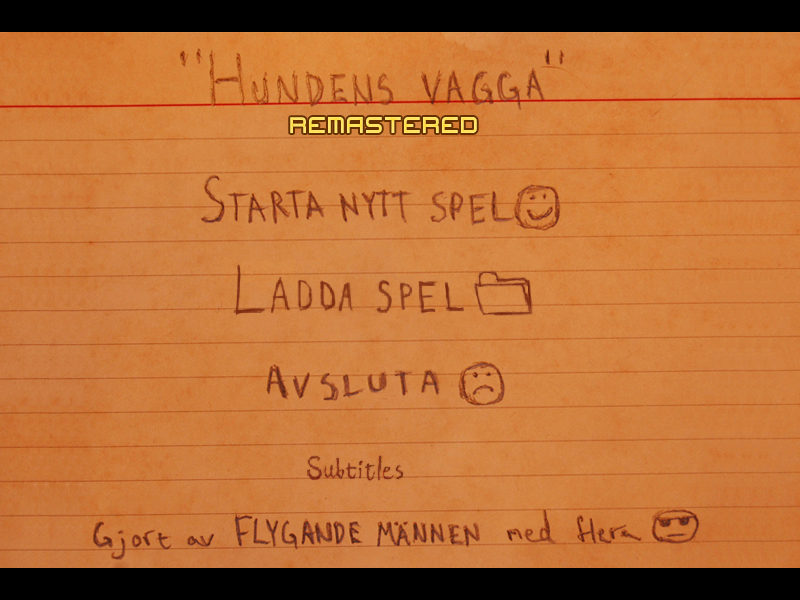 "HUNDENS VAGGA"
REMASTERED
STARTA NYTT SPEL
LADDA SPEL
AVSLUTA
Subtitles
Gjort av FLYGANDE MÄNNEN med flera